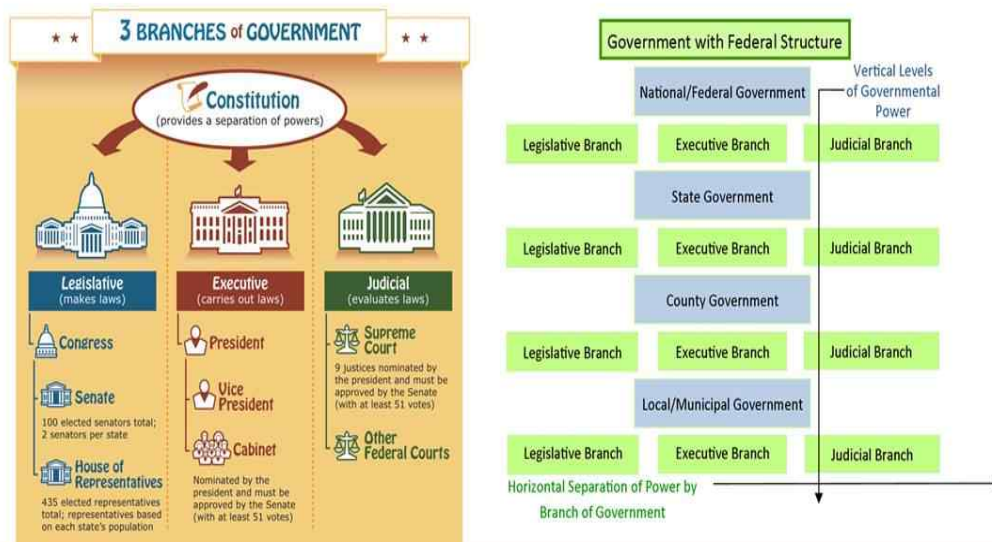 3 BRANCHES of GOVERNMENT
Constitution
(provides a separation of powers)
Legislative
(makes laws)
Congress
Senate
100 elected senators total;
2 senators per state
House of
Representatives
435 elected representatives
total; representatives based
on each state's population
Executive
(carries out laws)
President
Vice
President
Cabinet
Nominated by the
president and must be
approved by the Senate
(with at least 51 votes)
Judicial
(evaluates laws)
Supreme
Court
9 justices nominated by
the president and must be
approved by the Senate
(with at least 51 votes)
Other
Federal Courts
Government with Federal Structure
Vertical Levels
of Governmental
Power
National/Federal Government
Legislative Branch
Executive Branch
Judicial Branch
State Government
Legislative Branch
Executive Branch
Judicial Branch
County Government
Legislative Branch
Executive Branch
Judicial Branch
Local/Municipal Government
Legislative Branch
Executive Branch
Judicial Branch
Horizontal Separation of Power by
Branch of Government